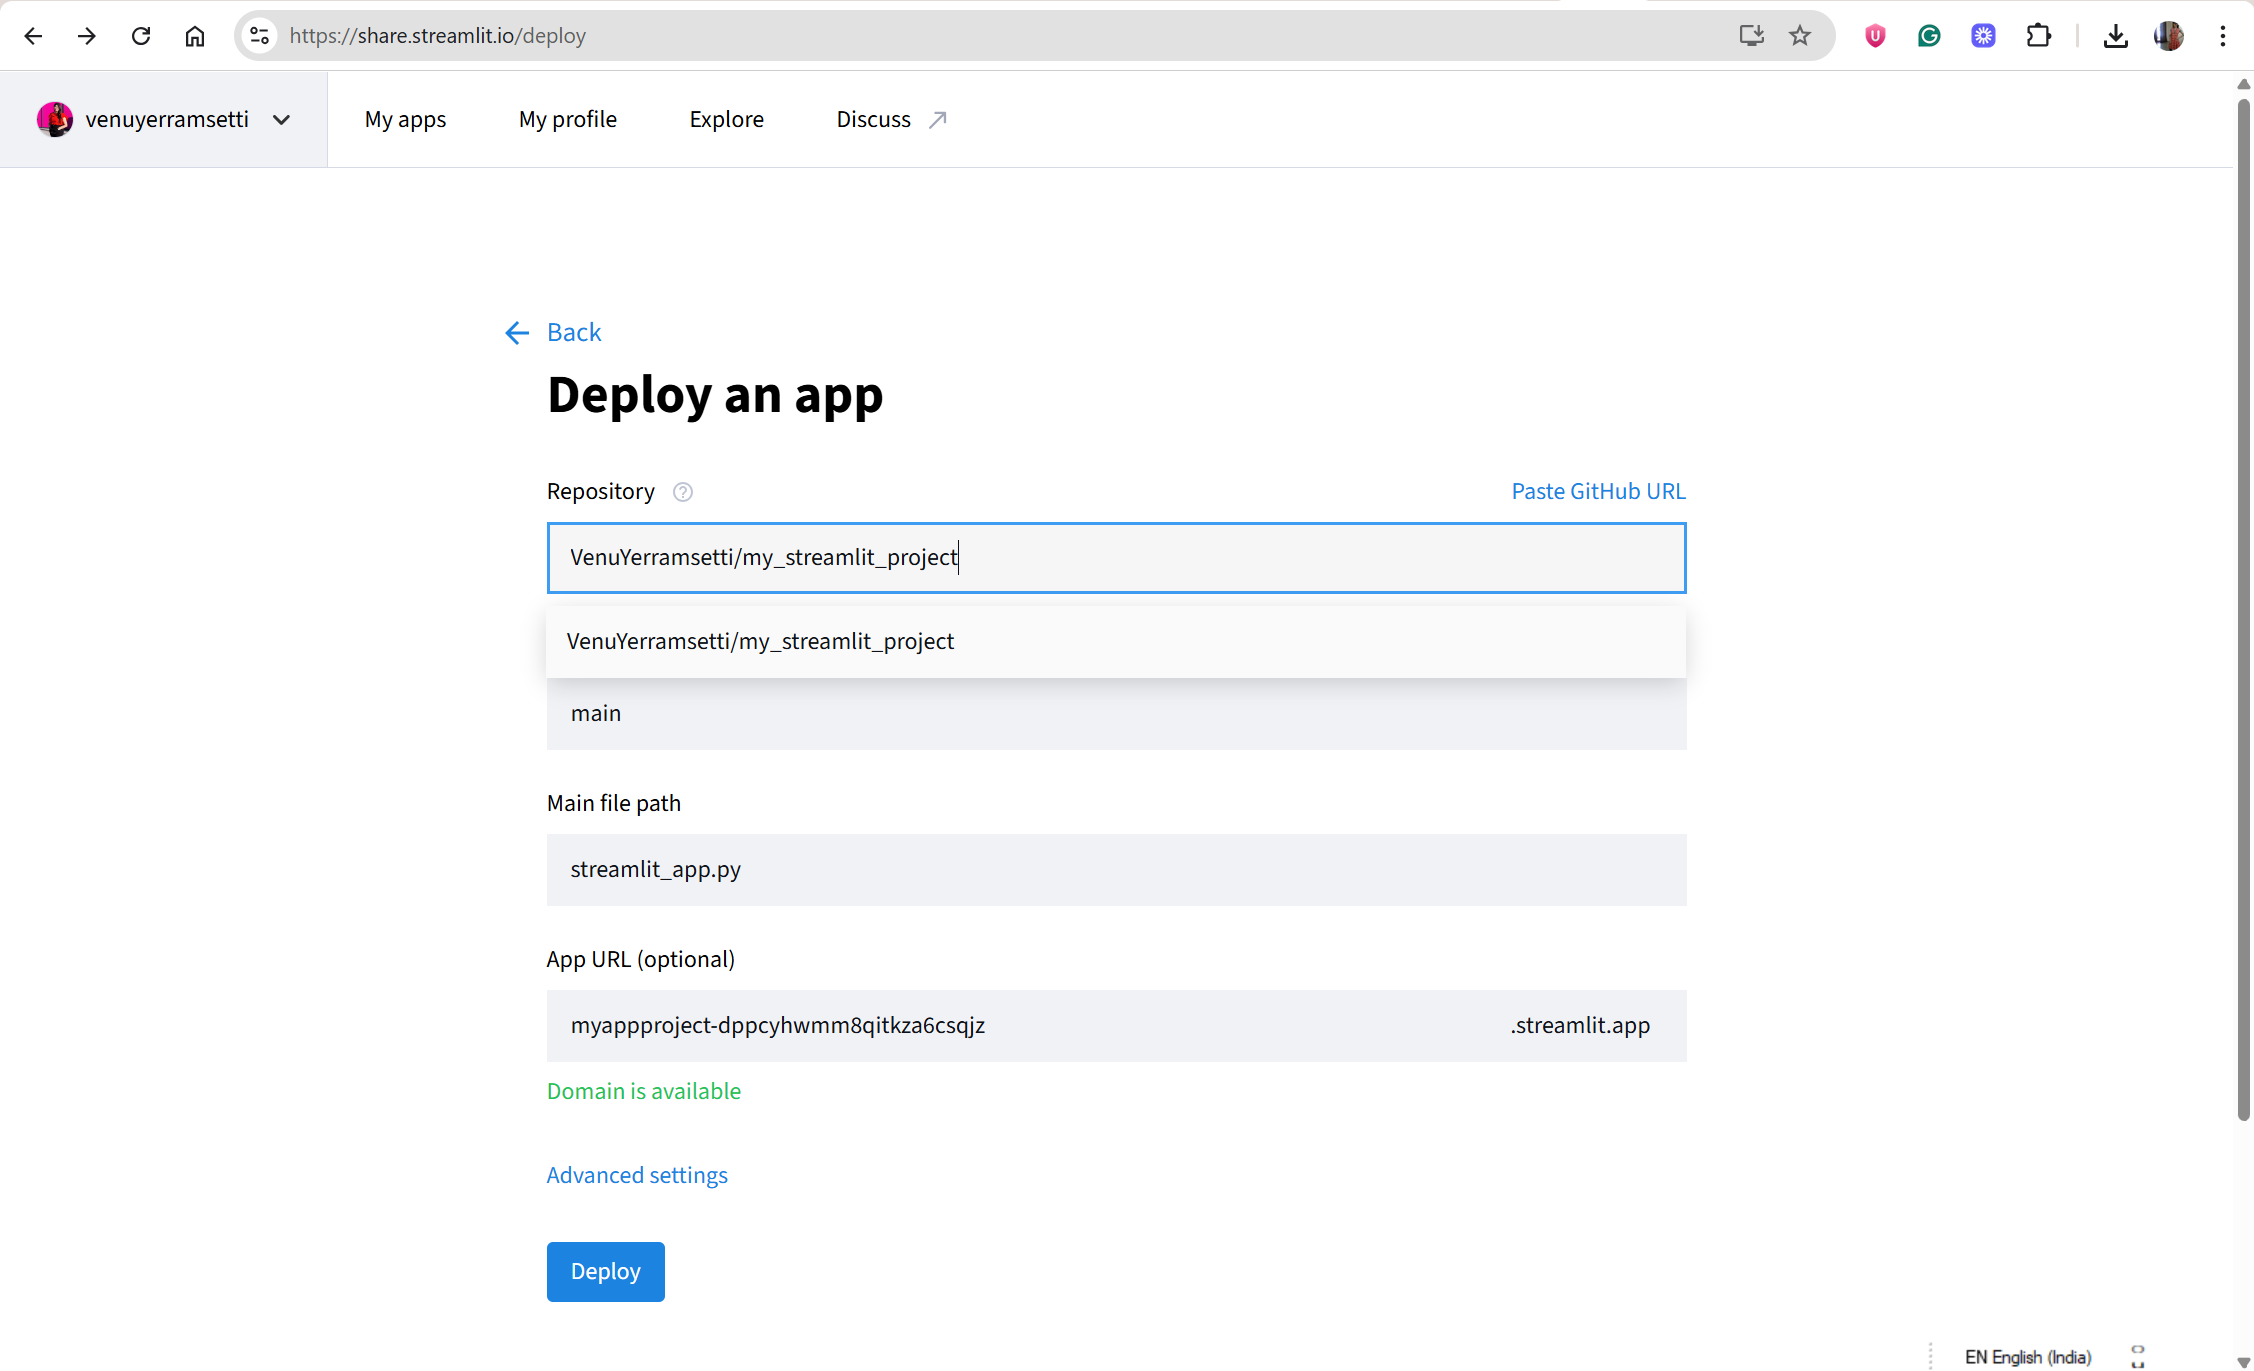 https://share.streamlit.io/deploy
venuyerramsetti
My apps
My profile
Explore
Discuss
Back
Deploy an app
Repository
Paste GitHub URL
VenuYerramsetti/my_streamlit_project
VenuYerramsetti/my_streamlit_project
main
Main file path
streamlit_app.py
App URL (optional)
myappproject-dppcyhwmm8qitkza6csqjz
.streamlit.app
Domain is available
Advanced settings
Deploy
EN English (India)